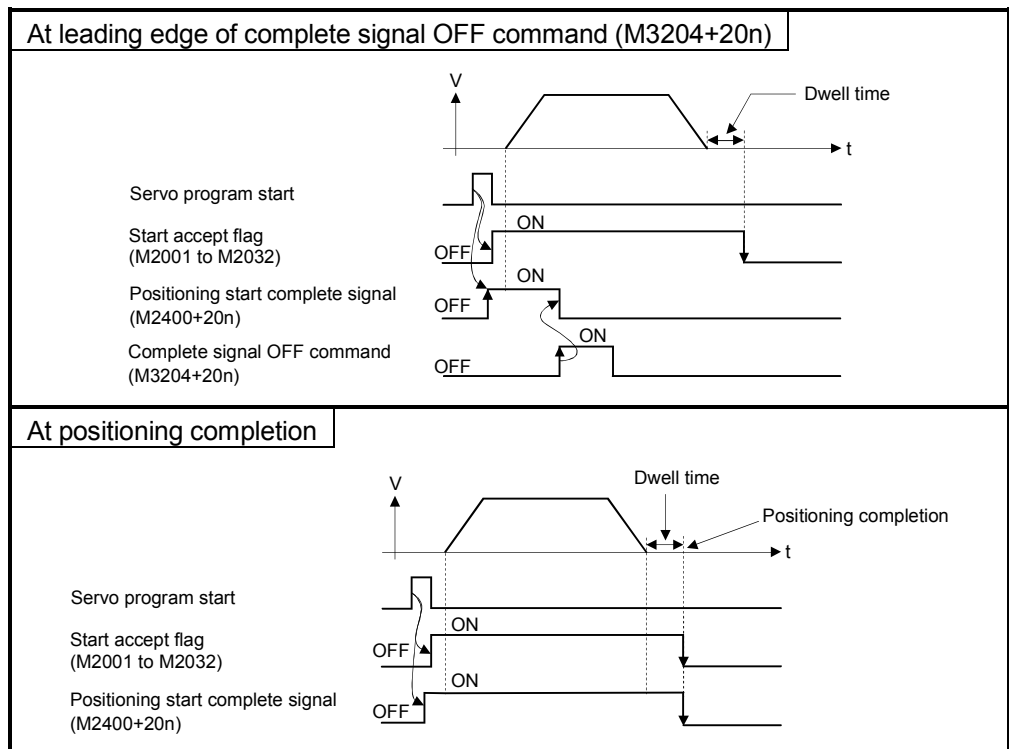 At leading edge of complete signal OFF command (M3204+20n)
V
Dwell time
t
Servo program start
Start accept flag
(M2001 to M2032)
OFF
ON
Positioning start complete signal
(M2400+20n)
OFF
ON
Complete signal OFF command
(M3204+20n)
OFF
ON
At positioning completion
V
Dwell time
Positioning completion
t
Servo program start
Start accept flag
(M2001 to M2032)
OFF
ON
Positioning start complete signal
(M2400+20n)
OFF
ON